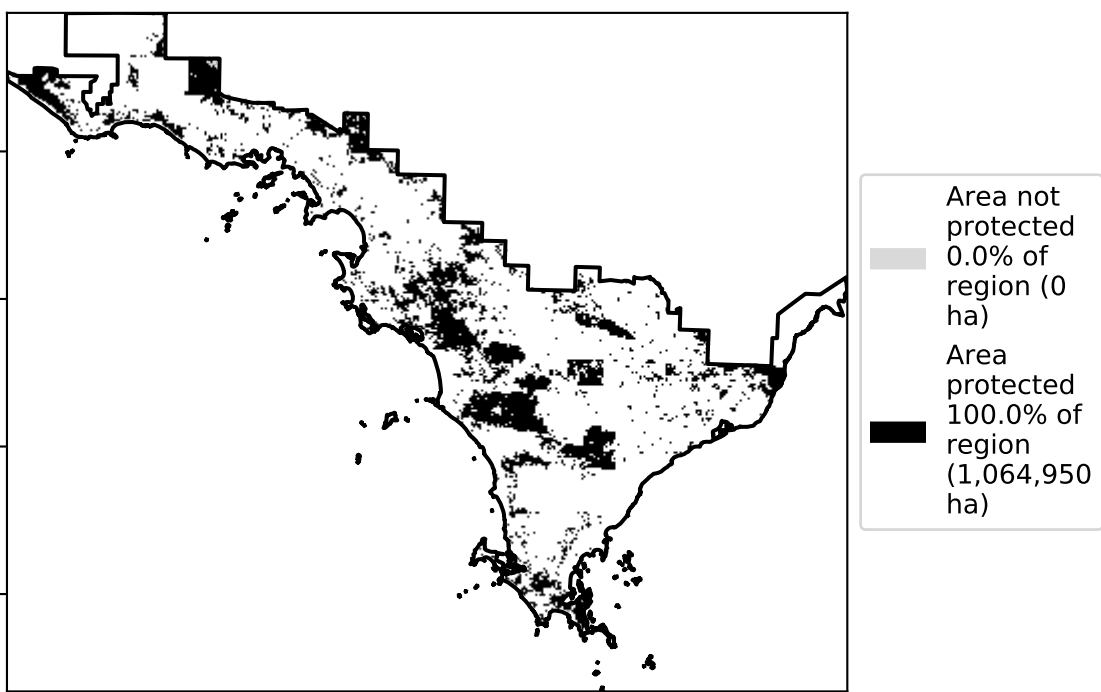 Area not
protected
0.0% of
region (0
ha)
Area
protected
100.0% of
region
(1,064,950
ha)